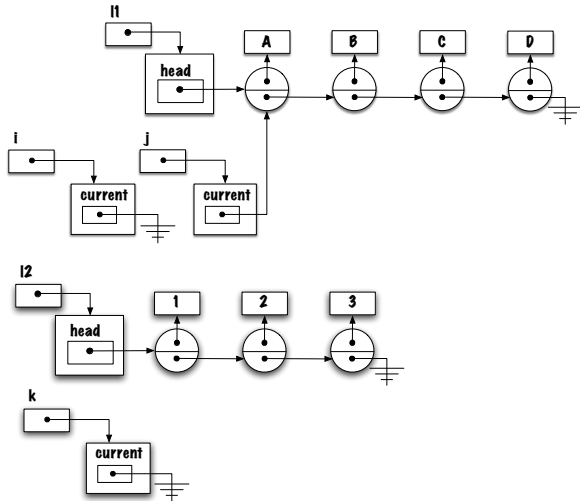 l1
A B C D
head
i j
current current
l2
1 2 3
head
k
current